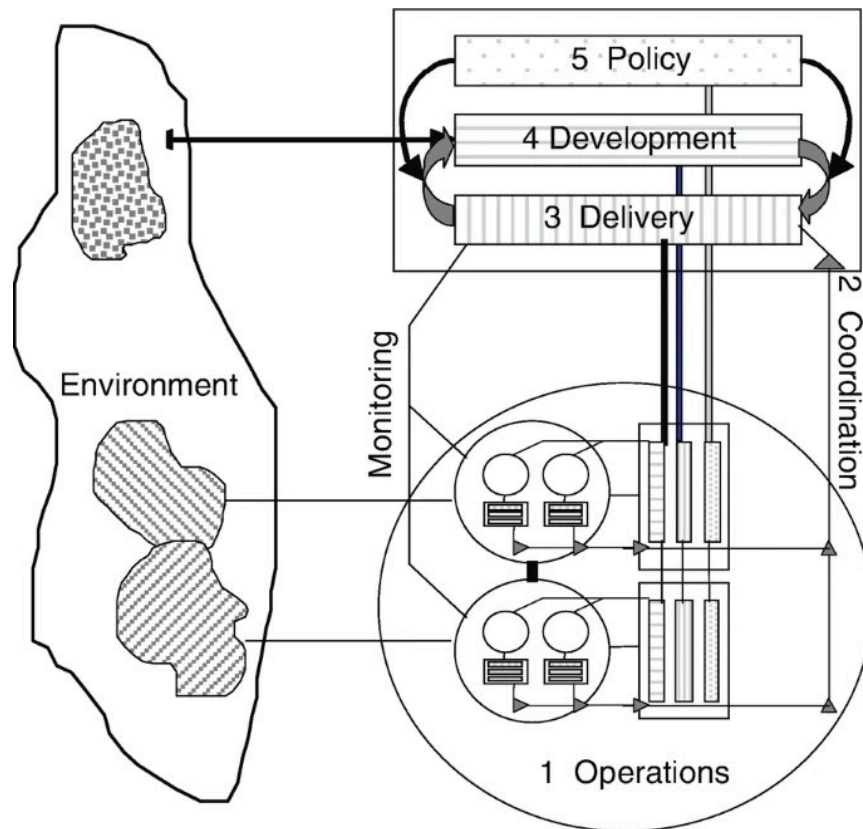 5 Policy
4 Development
3 Delivery
Environment
Monitoring
2 Coordination
1 Operations